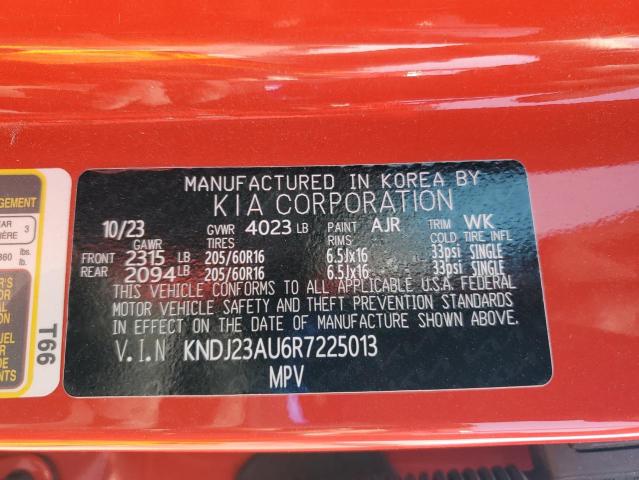 MANUFACTURED IN KOREA BY
KIA CORPORATION
10/23 GVWR 4023 LB PAINT AJR TRIM WK
GAWR RIMS COLD TIRE INFL
FRONT 2315 LB 205/60R16 6.5Jx16 33psi SINGLE
REAR 2094 LB 205/60R16 6.5Jx16 33psi SINGLE
THIS VEHICLE CONFORMS TO ALL APPLICABLE U.S.A. FEDERAL
MOTOR VEHICLE SAFETY AND THEFT PREVENTION STANDARDS
IN EFFECT ON THE DATE OF MANUFACTURE SHOWN ABOVE.
V.I.N KNDJ23AU6R7225013
MPV
T66
3
lbs.
kg